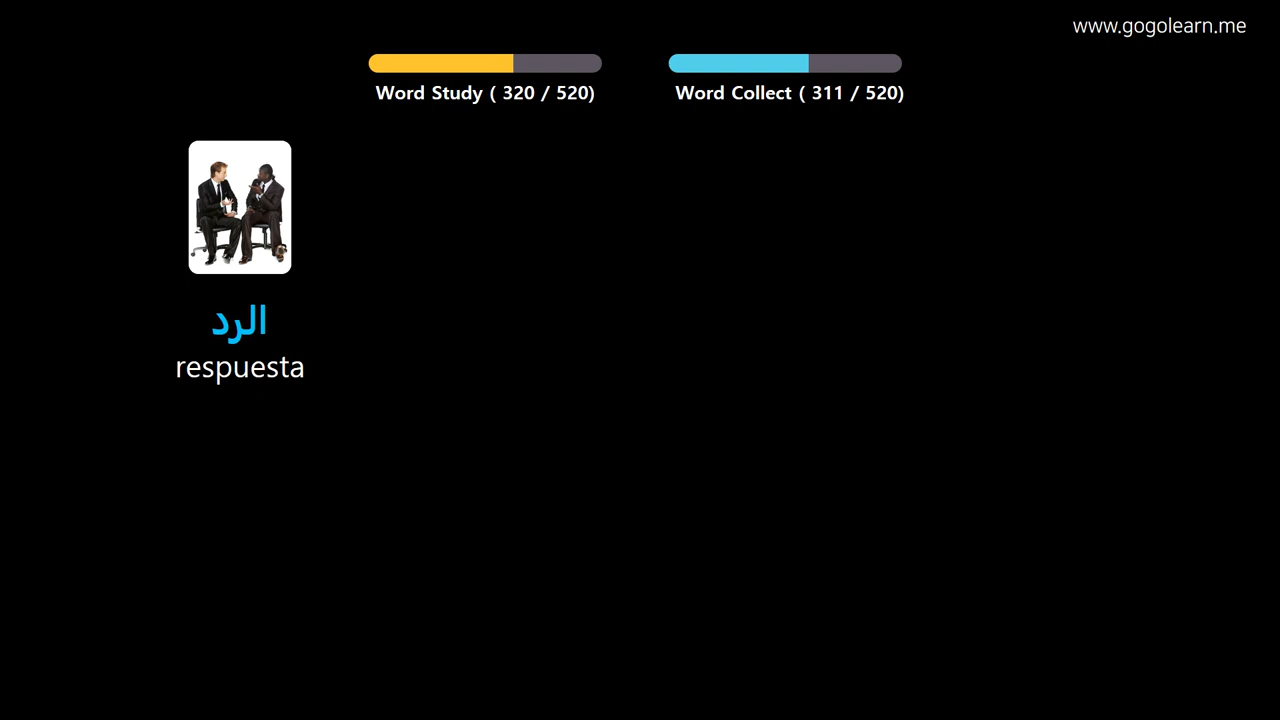 www.gogolearn.me
Word Study ( 320 / 520)
Word Collect ( 311 / 520)
الرد
respuesta